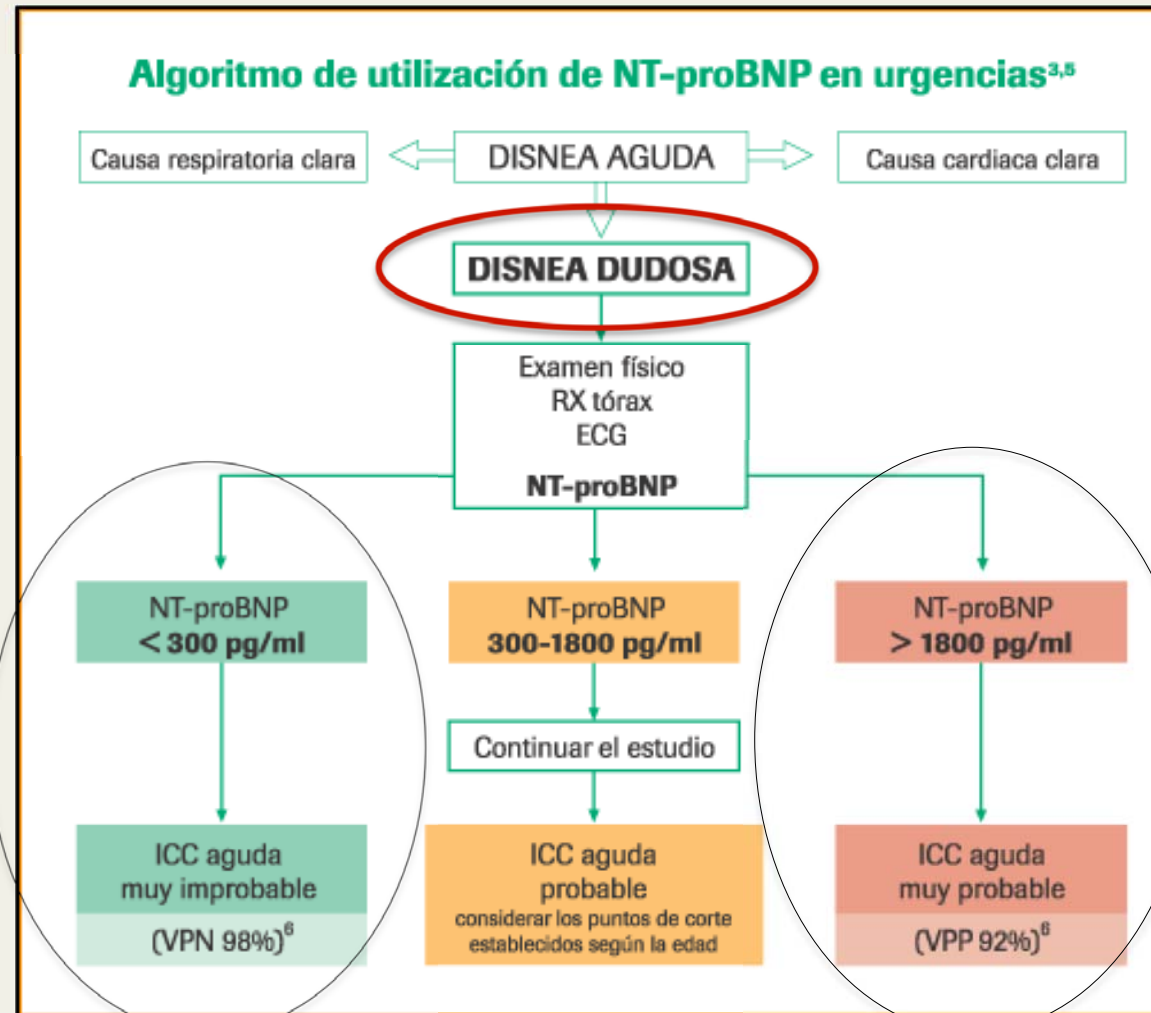 Algoritmo de utilización de NT-proBNP en urgencias³,⁵
Causa respiratoria clara
DISNEA AGUDA
Causa cardiaca clara
DISNEA DUDOSA
Examen físico
RX tórax
ECG
NT-proBNP
NT-proBNP
< 300 pg/ml
NT-proBNP
300-1800 pg/ml
NT-proBNP
> 1800 pg/ml
Continuar el estudio
ICC aguda
muy improbable
(VPN 98%)⁶
ICC aguda
probable
considerar los puntos de corte
establecidos según la edad
ICC aguda
muy probable
(VPP 92%)⁶